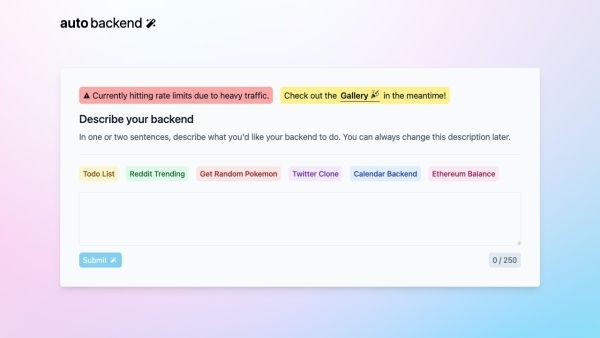 auto backend
Currently hitting rate limits due to heavy traffic. Check out the Gallery in the meantime!
Describe your backend
In one or two sentences, describe what you'd like your backend to do. You can always change this description later.
Todo List Reddit Trending Get Random Pokemon Twitter Clone Calendar Backend Ethereum Balance
Submit 0 / 250